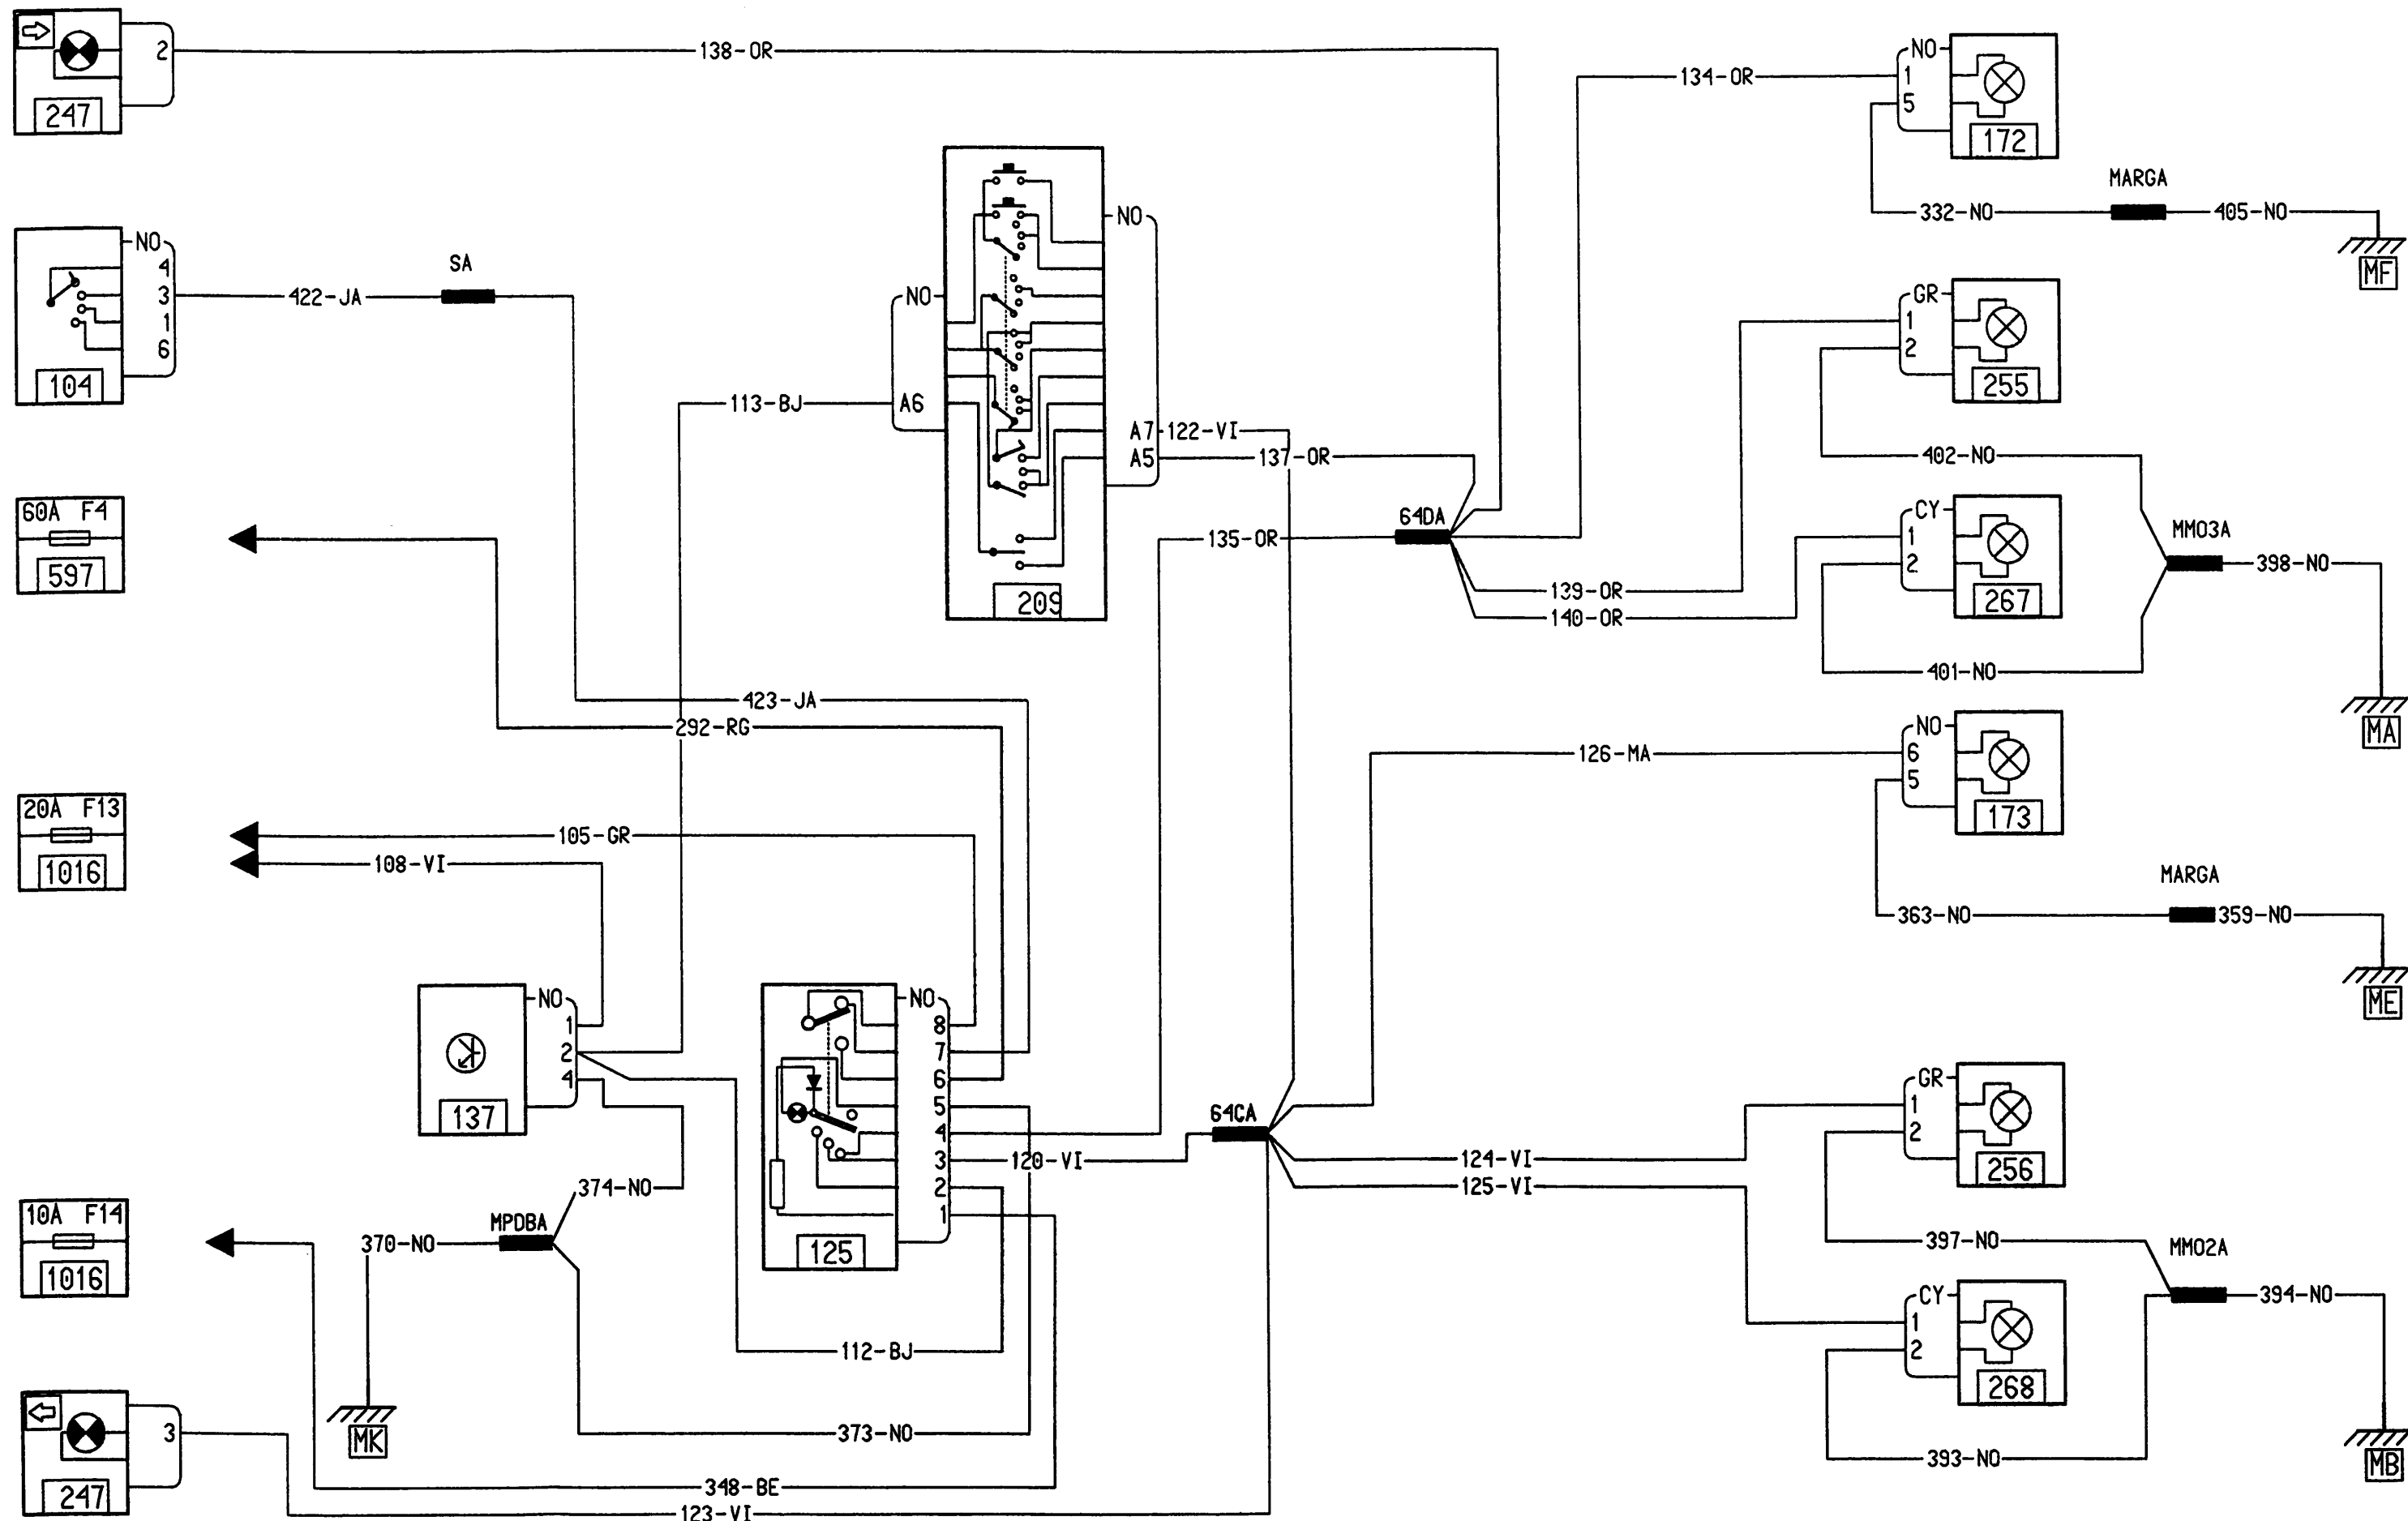 2
247
138-OR
NO
4
3
1
6
104
422-JA
SA
60A F4
597
20A F13
1016
10A F14
1016
3
247
NO
A6
113-BJ
NO
A7
A5
122-VI
137-OR
209
423-JA
292-RG
105-GR
108-VI
NO
1
2
4
137
374-NO
MPDBA
370-NO
MK
NO
8
7
6
5
4
3
2
1
125
120-VI
112-BJ
373-NO
348-BE
123-VI
64DA
135-OR
139-OR
140-OR
134-OR
NO
1
5
172
MARGA
332-NO
405-NO
MF
GR
1
2
255
402-NO
CY
1
2
267
MM03A
398-NO
401-NO
MA
126-MA
NO
6
5
173
MARGA
363-NO
359-NO
ME
64CA
124-VI
125-VI
GR
1
2
256
397-NO
MM02A
CY
1
2
268
394-NO
393-NO
MB